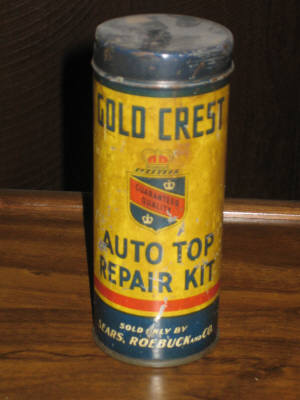 GOLD CREST
GUARANTEED
QUALITY
AUTO TOP
REPAIR KIT
SOLD ONLY BY
SEARS, ROEBUCK AND CO.